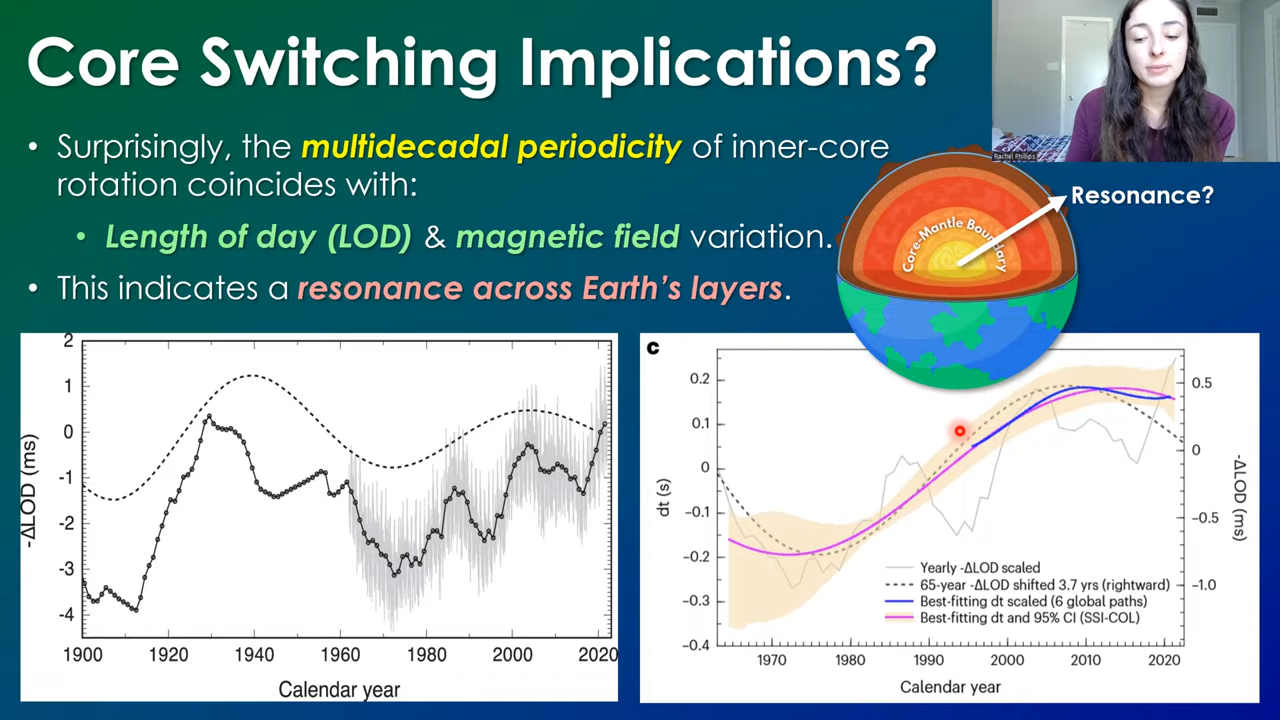 Core Switching Implications?
Rachel Phillips
• Surprisingly, the multidecadal periodicity of inner-core
rotation coincides with:
• Length of day (LOD) & magnetic field variation.
• This indicates a resonance across Earth's layers.
Resonance?
Core-Mantle Boundary
2
1
0
-1
-2
-3
-4
-ΔLOD (ms)
1900 1920 1940 1960 1980 2000 2020
Calendar year
c
0.2
0.1
0
−0.1
−0.2
−0.3
−0.4
dt (s)
0.5
0
−0.5
−1.0
-ΔLOD (ms)
Yearly -ΔLOD scaled
65-year -ΔLOD shifted 3.7 yrs (rightward)
Best-fitting dt scaled (6 global paths)
Best-fitting dt and 95% CI (SSI-COL)
1970 1980 1990 2000 2010 2020
Calendar year